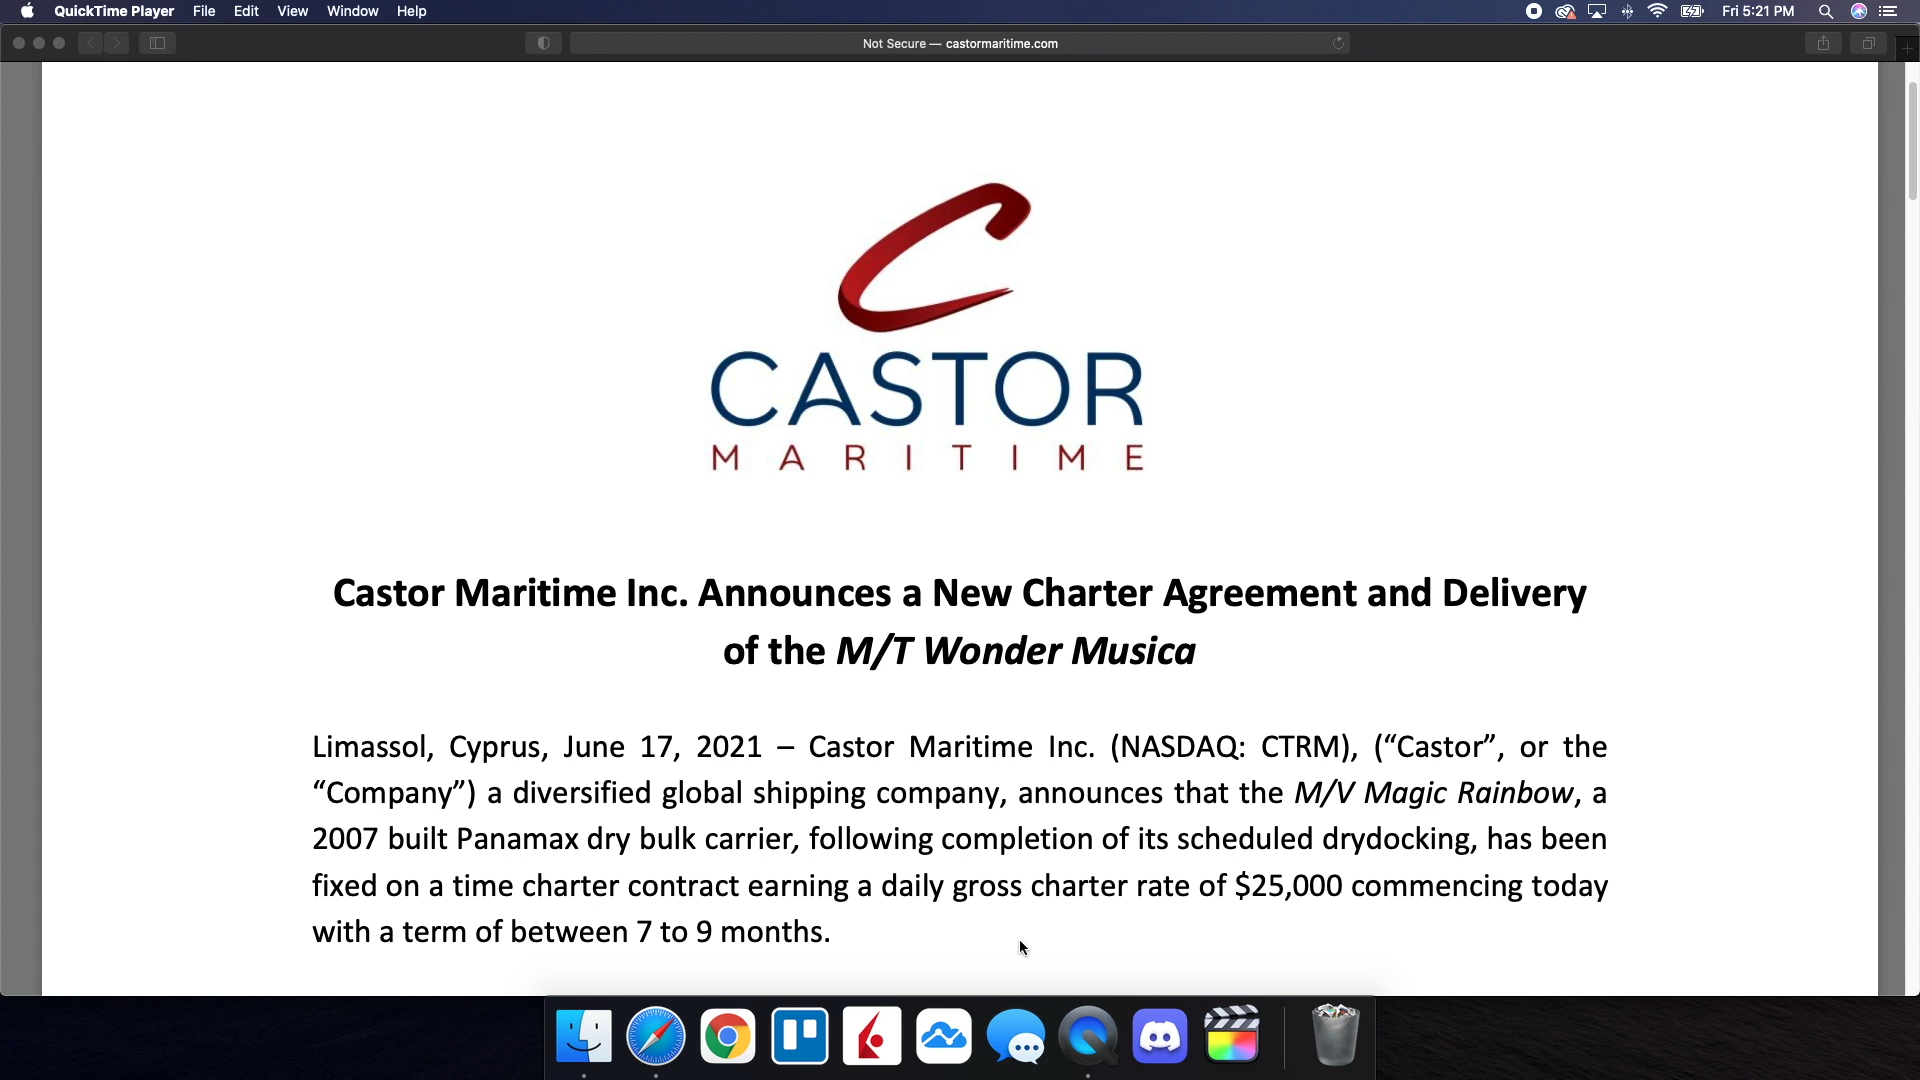 QuickTime Player File Edit View Window Help Fri 5:21 PM
Not Secure — castormaritime.com
CASTOR
MARITIME
Castor Maritime Inc. Announces a New Charter Agreement and Delivery
of the M/T Wonder Musica
Limassol, Cyprus, June 17, 2021 – Castor Maritime Inc. (NASDAQ: CTRM), (“Castor”, or the
“Company”) a diversified global shipping company, announces that the M/V Magic Rainbow, a
2007 built Panamax dry bulk carrier, following completion of its scheduled drydocking, has been
fixed on a time charter contract earning a daily gross charter rate of $25,000 commencing today
with a term of between 7 to 9 months.